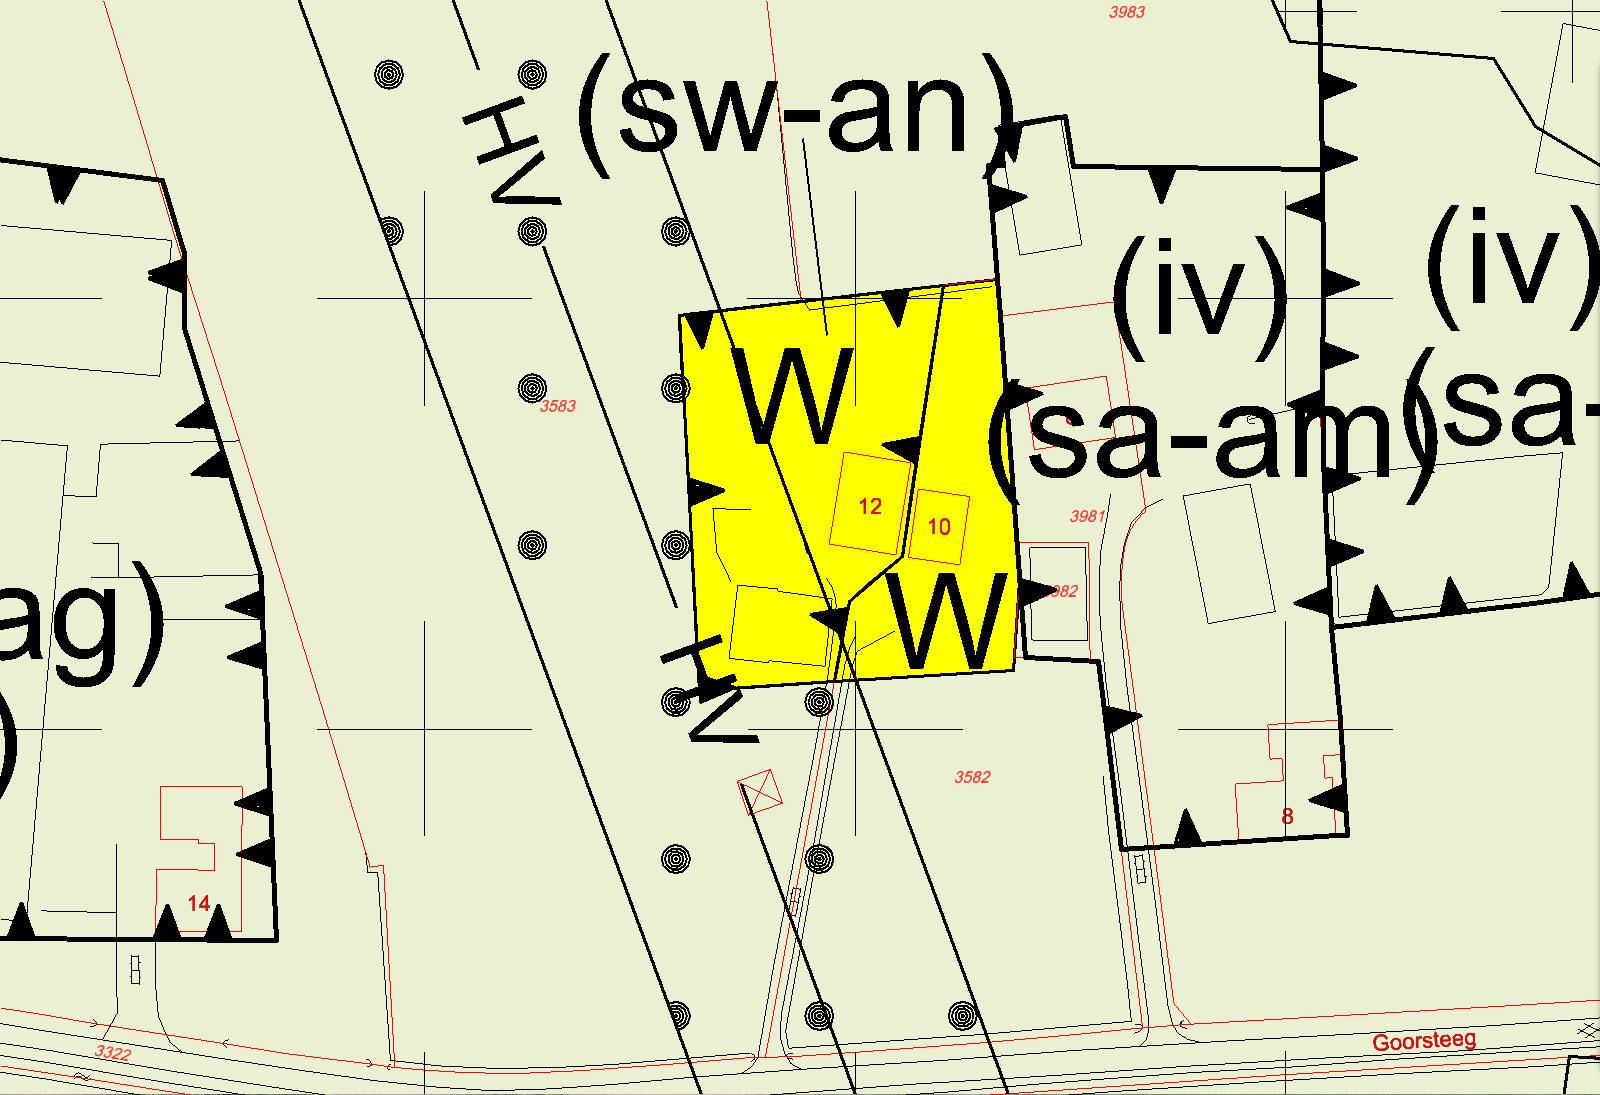 3983
(sw-an)
HV
(iv)
(iv)
W
3583
(sa-am)
(sa-
12
10
3981
982
ag)
W
HV
)
3582
8
14
Goorsteeg
3322